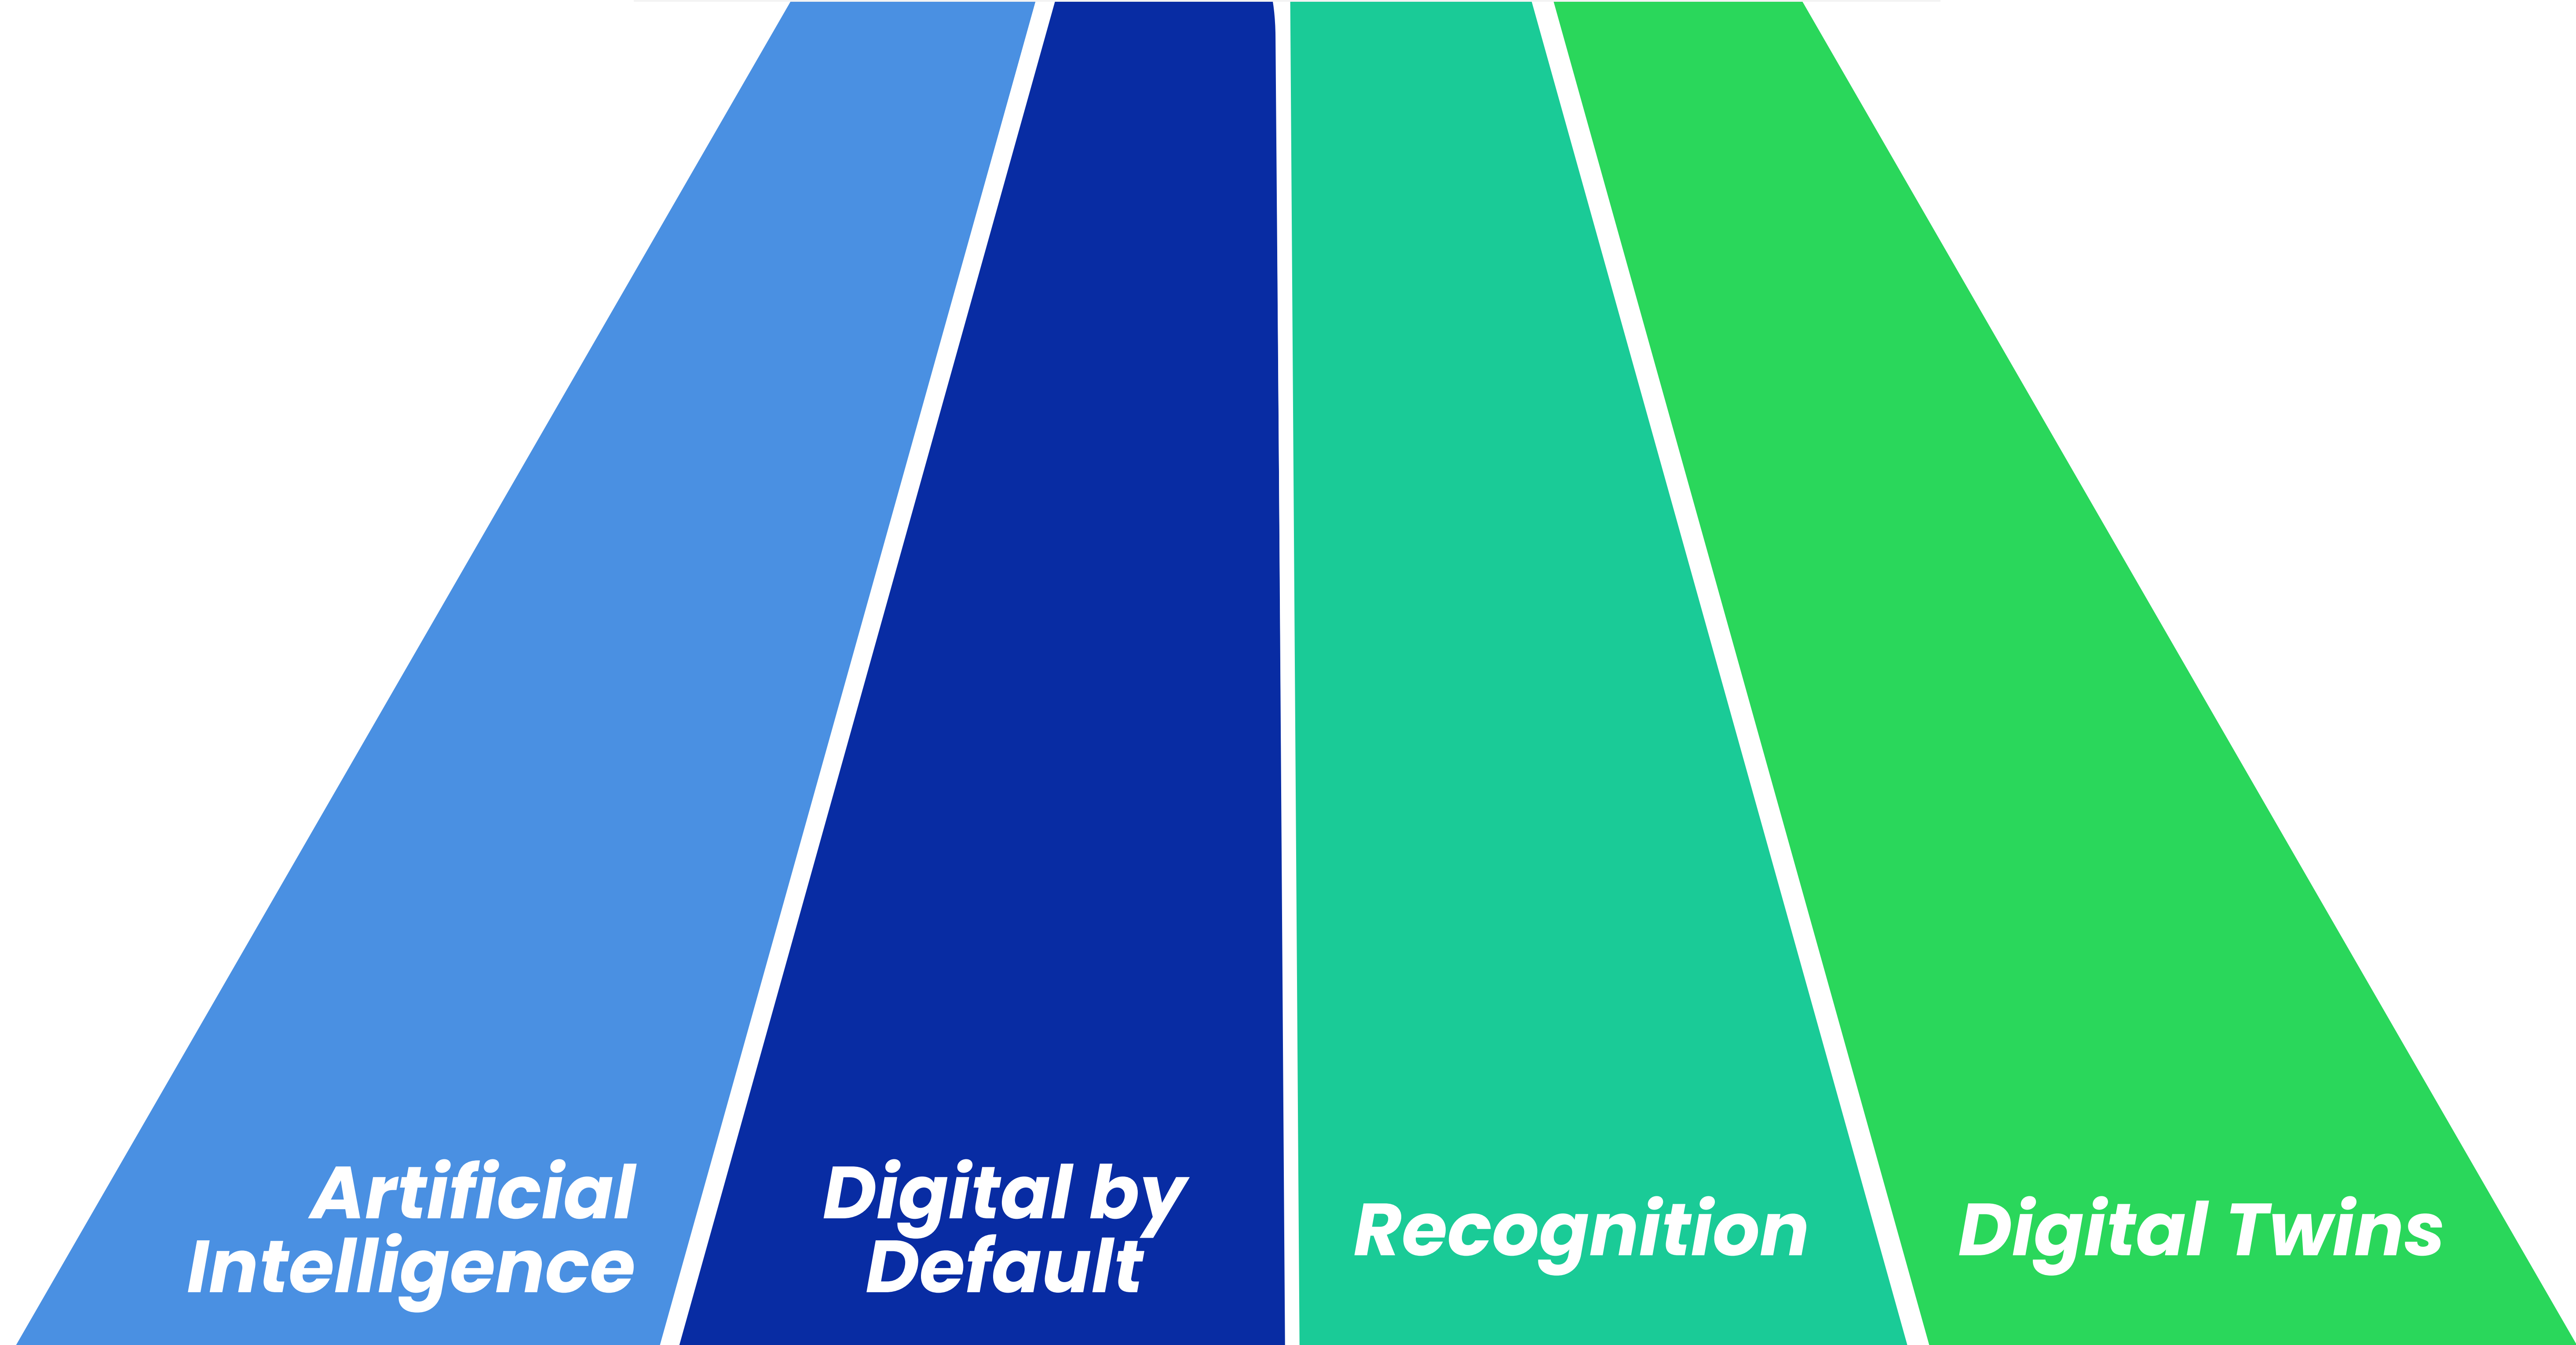 Artificial
Intelligence
Digital by
Default
Recognition
Digital Twins